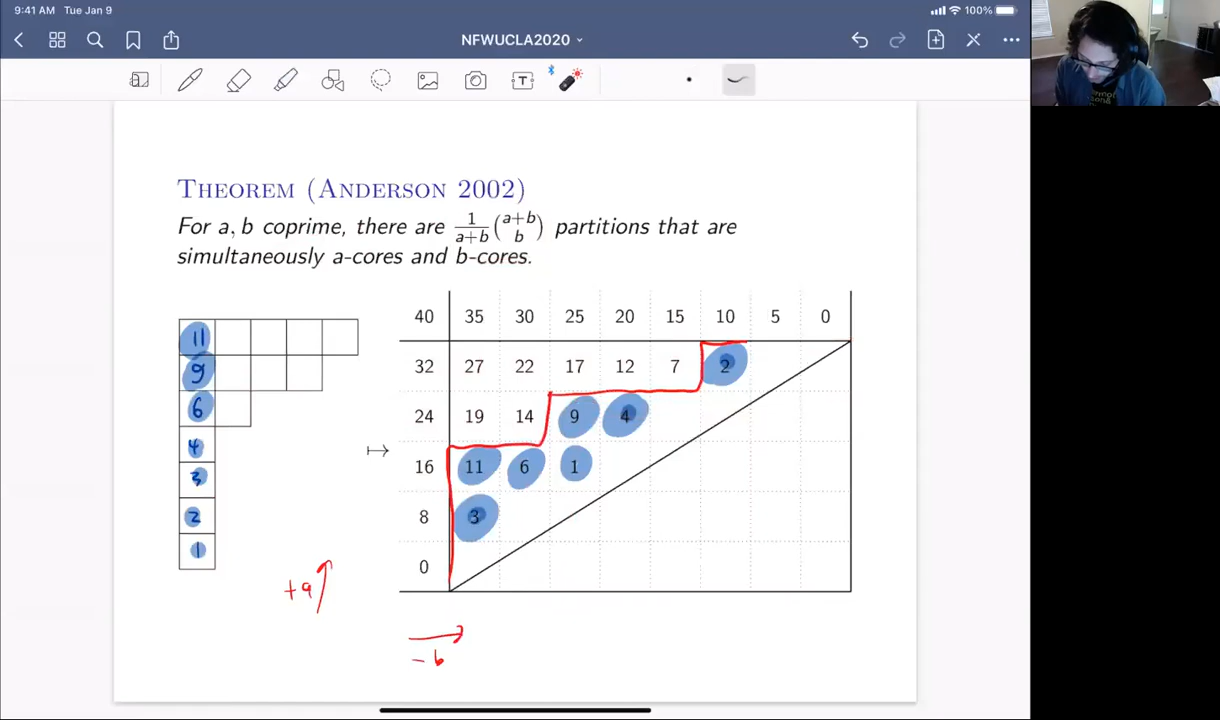 9:41 AM Tue Jan 9
100%
NFWUCLA2020
THEOREM (ANDERSON 2002)
For a, b coprime, there are 1/(a+b) (a+b b) partitions that are
simultaneously a-cores and b-cores.
11
9
6
4
3
2
1
↦
40 35 30 25 20 15 10 5 0
32 27 22 17 12 7 2
24 19 14 9 4
16 11 6 1
8 3
0
+a
-b